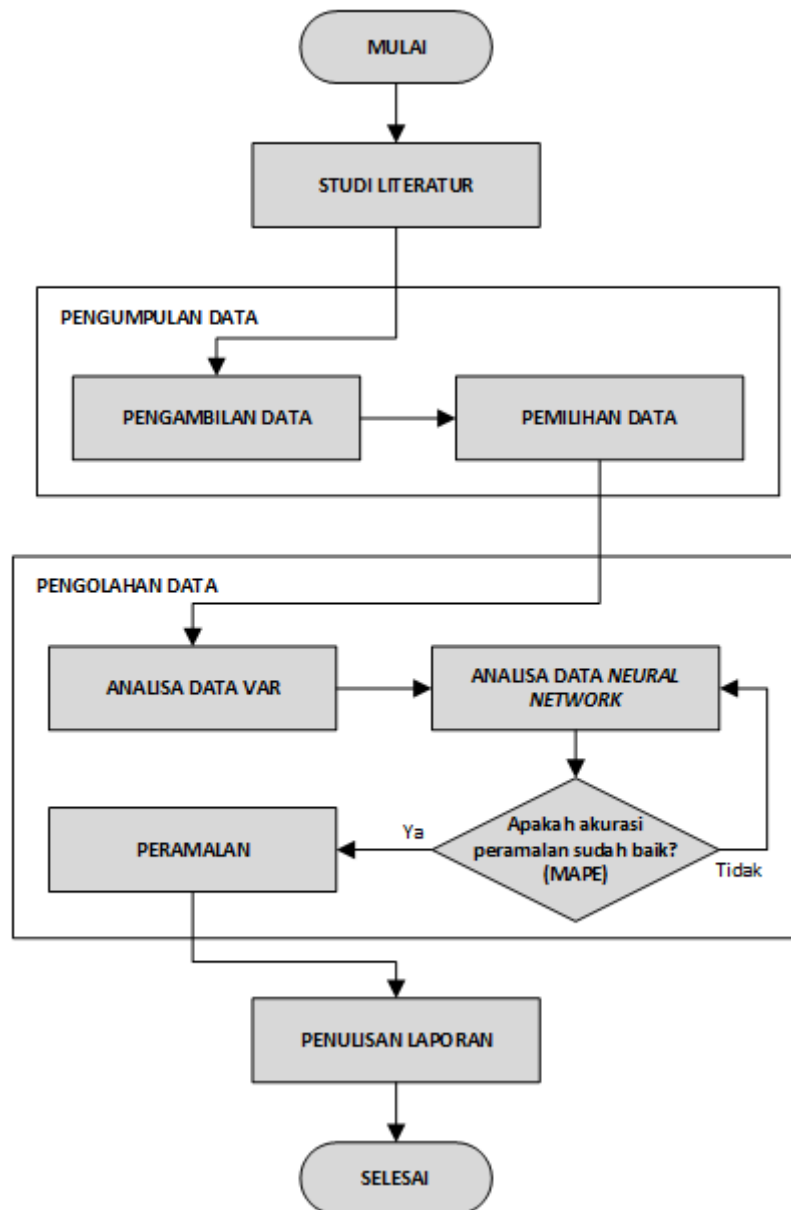 MULAI
STUDI LITERATUR
PENGUMPULAN DATA
PENGAMBILAN DATA
PEMILIHAN DATA
PENGOLAHAN DATA
ANALISA DATA VAR
ANALISA DATA NEURAL
NETWORK
Apakah akurasi
peramalan sudah baik?
(MAPE)
Ya
Tidak
PERAMALAN
PENULISAN LAPORAN
SELESAI